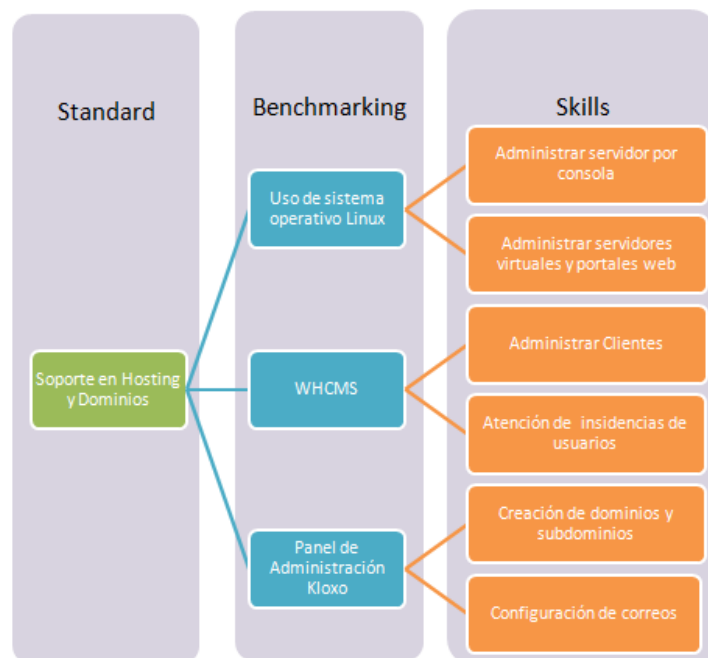 Standard
Benchmarking
Skills
Soporte en Hosting
y Dominios
Uso de sistema
operativo Linux
WHCMS
Panel de
Administración
Kloxo
Administrar servidor por
consola
Administrar servidores
virtuales y portales web
Administrar Clientes
Atención de insidencias de
usuarios
Creación de dominios y
subdominios
Configuración de correos